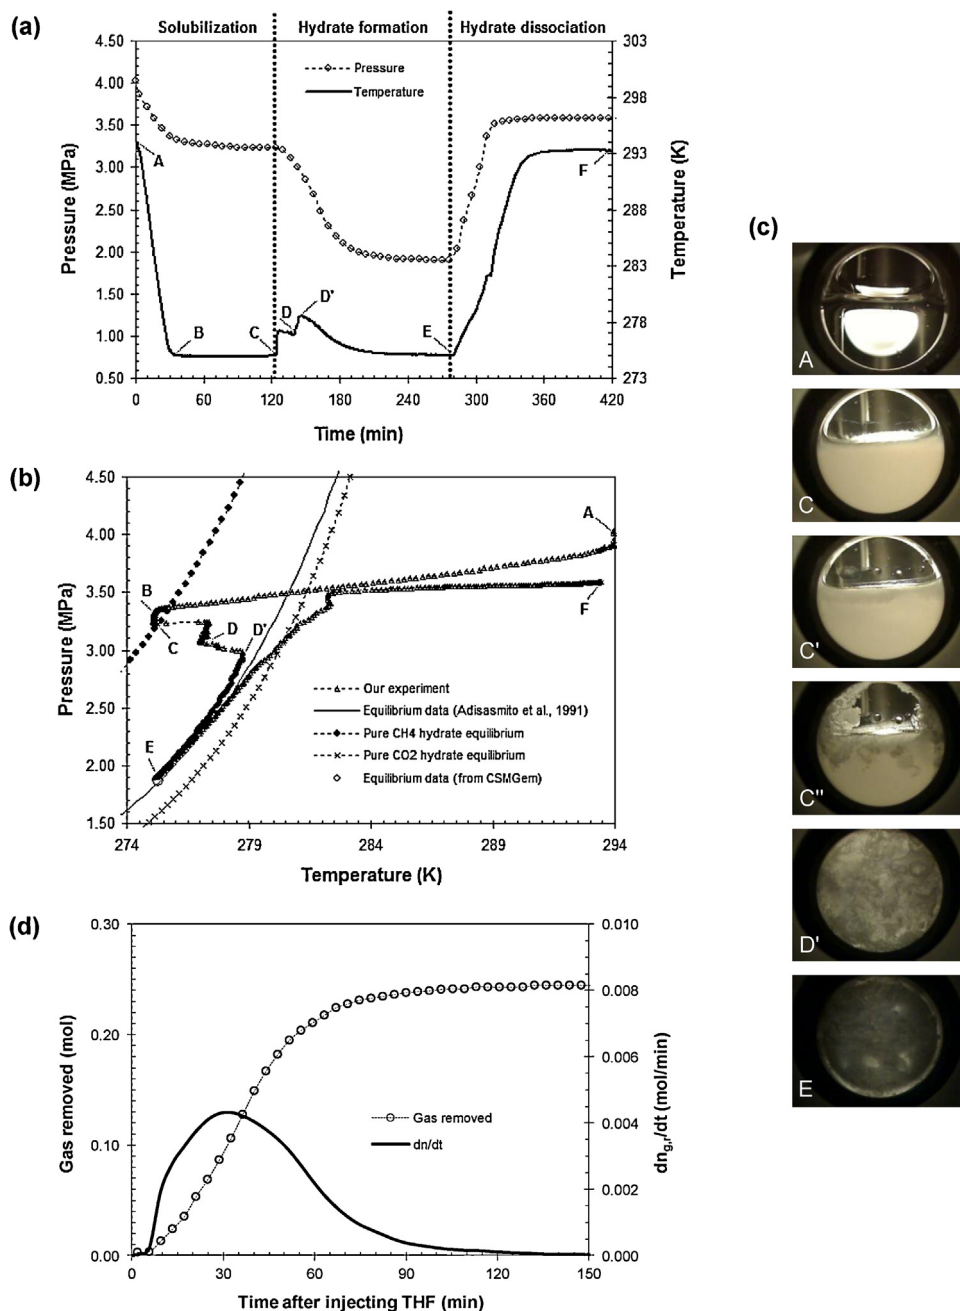 (a)
Solubilization Hydrate formation Hydrate dissociation
4.50 303
4.00 298
3.50 293
3.00 288
2.50
2.00 283
1.50 278
1.00
0.50 273
Pressure (MPa)
Temperature (K)
Pressure
Temperature
A
B
C
D
D'
E
F
0 60 120 180 240 300 360 420
Time (min)
(b)
4.50
4.00
3.50
3.00
2.50
2.00
1.50
Pressure (MPa)
A
B
C
D
D'
E
F
Our experiment
Equilibrium data (Adisasmito et al., 1991)
Pure CH4 hydrate equilibrium
Pure CO2 hydrate equilibrium
Equilibrium data (from CSMGem)
274 279 284 289 294
Temperature (K)
(c)
A
C
C'
C''
D'
E
(d)
0.30 0.010
0.008
0.20
0.006
0.004
0.10
0.002
0.00 0.000
Gas removed (mol)
dng,r/dt (mol/min)
Gas removed
dn/dt
0 30 60 90 120 150
Time after injecting THF (min)